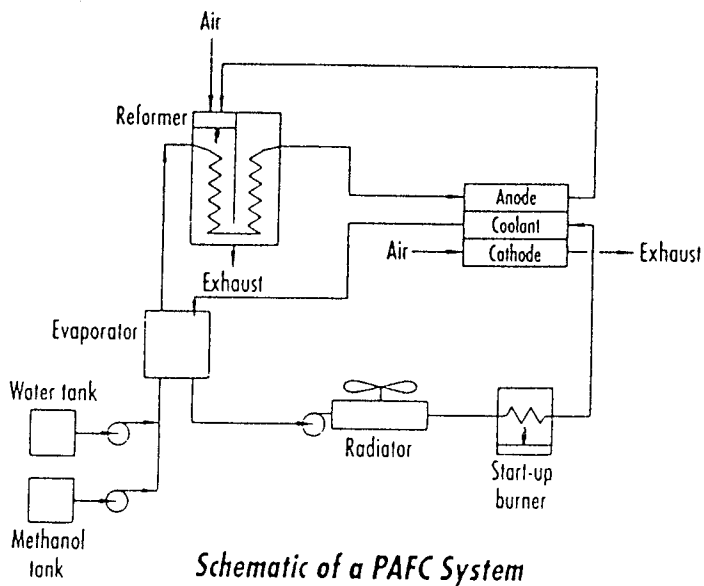 Air
Reformer
Anode
Coolant
Air
Cathode
Exhaust
Exhaust
Evaporator
Water tank
Radiator
Start-up
burner
Methanol
tank
Schematic of a PAFC System